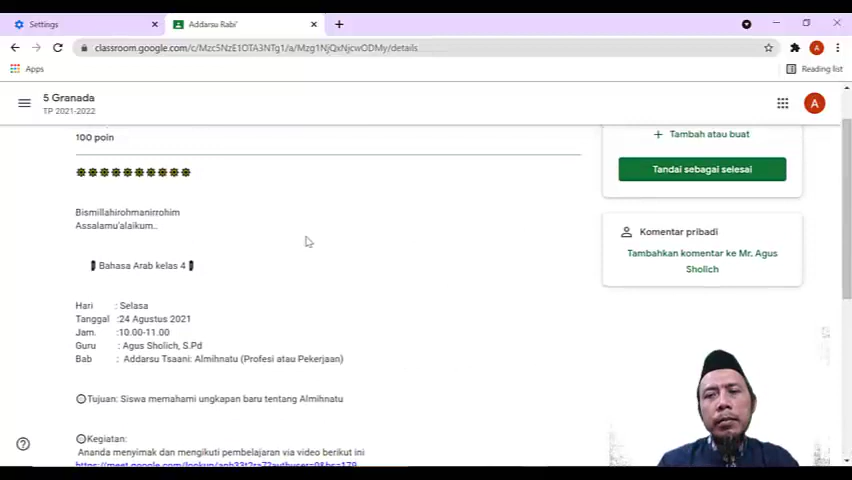 Settings
Addarsu Rabi'
classroom.google.com/c/Mzc5NzE1OTA3NTg1/a/Mzg1NjQxNjcwODMy/details
Apps
Reading list
A
5 Granada
TP 2021-2022
A
100 poin
Tambah atau buat
Tandai sebagai selesai
Bismillahirohmanirrohim
Assalamu'alaikum..
Komentar pribadi
Tambahkan komentar ke Mr. Agus
Sholich
Bahasa Arab kelas 4
Hari : Selasa
Tanggal :24 Agustus 2021
Jam. :10.00-11.00
Guru : Agus Sholich, S.Pd
Bab : Addarsu Tsaani: Almihnatu (Profesi atau Pekerjaan)
Tujuan: Siswa memahami ungkapan baru tentang Almihnatu
Kegiatan:
Ananda menyimak dan mengikuti pembelajaran via video berikut ini